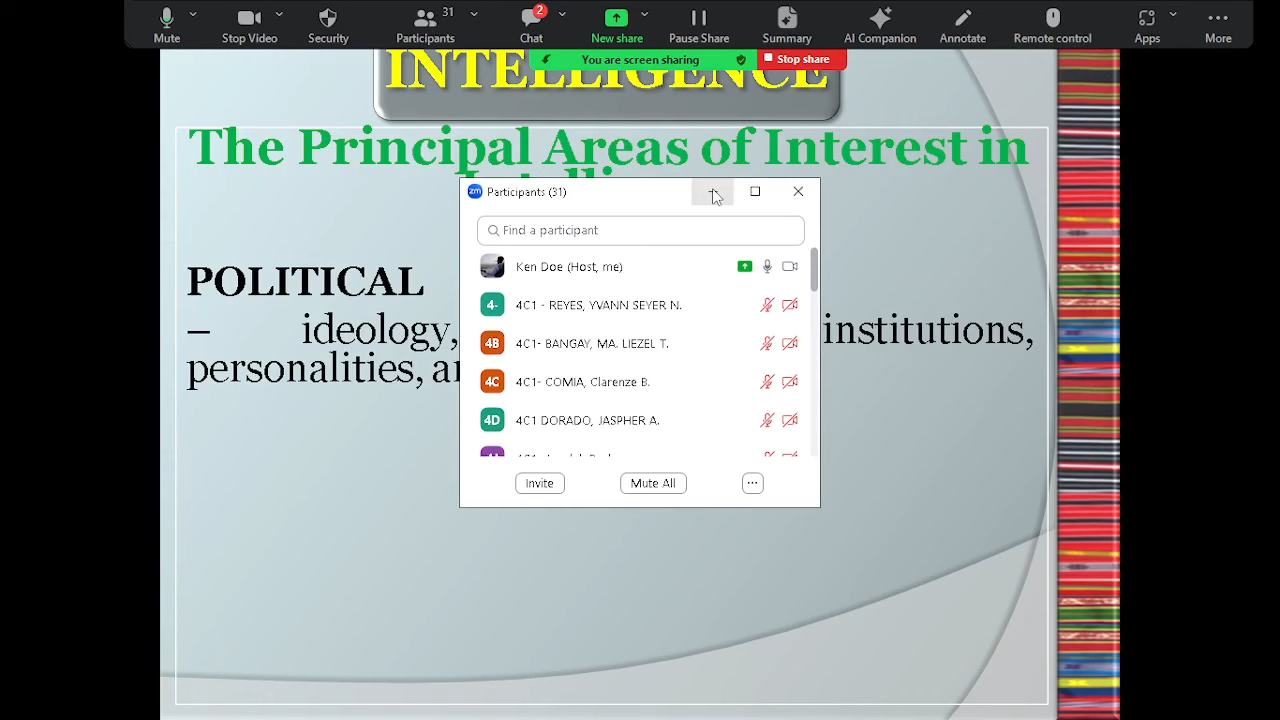 31
2
Mute
Stop Video
Security
Participants
Chat
New share
Pause Share
Summary
AI Companion
Annotate
Remote control
Apps
More
You are screen sharing
Stop share
INTELLIGENCE
The Principal Areas of Interest in
zm Participants (31)
Find a participant
POLITICAL
Ken Doe (Host, me)
4- 4C1 - BEES, YVANN SEYER N.
– ideology, institutions,
4B 4C1- DANGAY, MA. LIEZEL T.
personalities,
4C 4C1- COMIA, Clarenze B.
4D 4C1 DORADO, JASPHER A.
Invite
Mute All